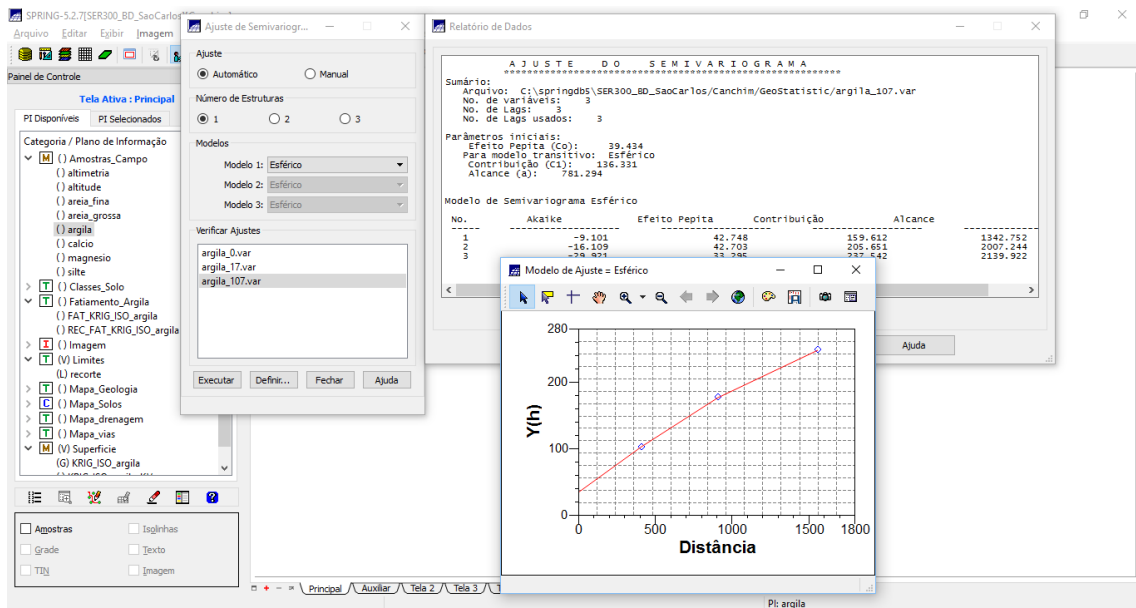 SPRING-5.2.7[SER300_BD_SaoCarlos]
Arquivo Editar Exibir Imagem
Painel de Controle
Tela Ativa : Principal
PI Disponíveis PI Selecionados
Categoria / Plano de Informação
M () Amostras_Campo
() altimetria
() altitude
() areia_fina
() areia_grossa
() argila
() calcio
() magnesio
() silte
T () Classes_Solo
T () Fatiamento_Argila
() FAT_KRIG_ISO_argila
() REC_FAT_KRIG_ISO_argila
I () Imagem
T (V) Limites
(L) recorte
T () Mapa_Geologia
C () Mapa_Solos
T () Mapa_drenagem
T () Mapa_vias
M (V) Superficie
(G) KRIG_ISO_argila
Amostras Isolinhas
Grade Texto
TIN Imagem
Ajuste de Semivariogr...
Ajuste
Automático Manual
Número de Estruturas
1 2 3
Modelos
Modelo 1: Esférico
Modelo 2: Esférico
Modelo 3: Esférico
Verificar Ajustes
argila_0.var
argila_17.var
argila_107.var
Executar Definir... Fechar Ajuda
Relatório de Dados
A J U S T E D O S E M I V A R I O G R A M A
Sumário:
Arquivo: C:\springdb5\SER300_BD_SaoCarlos/Canchim/GeoStatistic/argila_107.var
No. de variáveis: 3
No. de Lags: 3
No. de Lags usados: 3
Parâmetros iniciais:
Efeito Pepita (Co): 39.434
Para modelo transitivo: Esférico
Contribuição (C1): 136.331
Alcance (a): 781.294
Modelo de Semivariograma Esférico
No. Akaike Efeito Pepita Contribuição Alcance
1 -9.101 42.748 159.612 1342.752
2 -16.109 42.703 205.651 2007.244
3 -29.921 33.295 237.542 2139.922
Ajuda
Modelo de Ajuste = Esférico
280
200
100
0
Y(h)
0 500 1000 1500 1800
Distância
Principal Auxiliar Tela 2 Tela 3
PI: argila